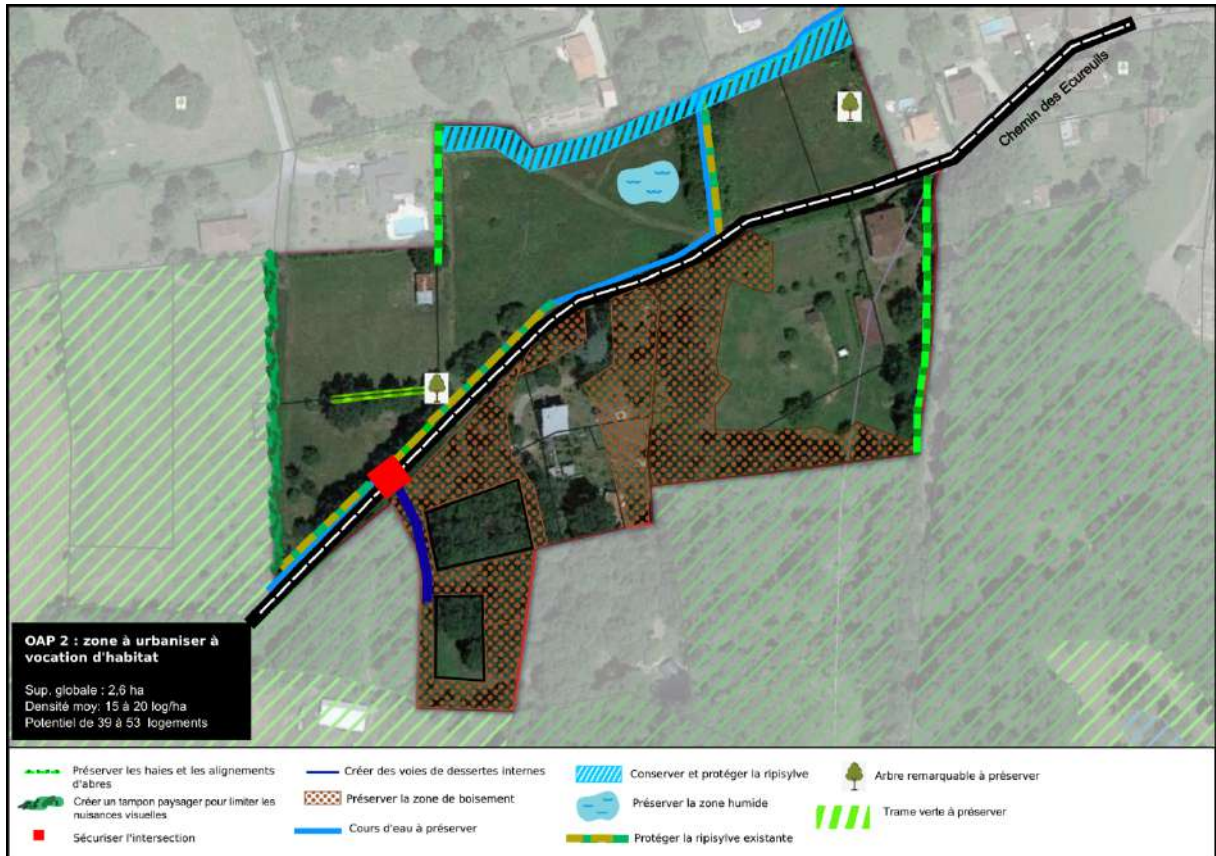 Chemin des Ecureuils
OAP 2 : zone à urbaniser à
vocation d'habitat
Sup. globale : 2,6 ha
Densité moy: 15 à 20 log/ha
Potentiel de 39 à 53 logements
Préserver les haies et les alignements
d'abres
Créer un tampon paysager pour limiter les
nuisances visuelles
Sécuriser l'intersection
Créer des voies de dessertes internes
Préserver la zone de boisement
Cours d'eau à préserver
Conserver et protéger la ripisylve
Préserver la zone humide
Protéger la ripisylve existante
Arbre remarquable à préserver
Trame verte à préserver